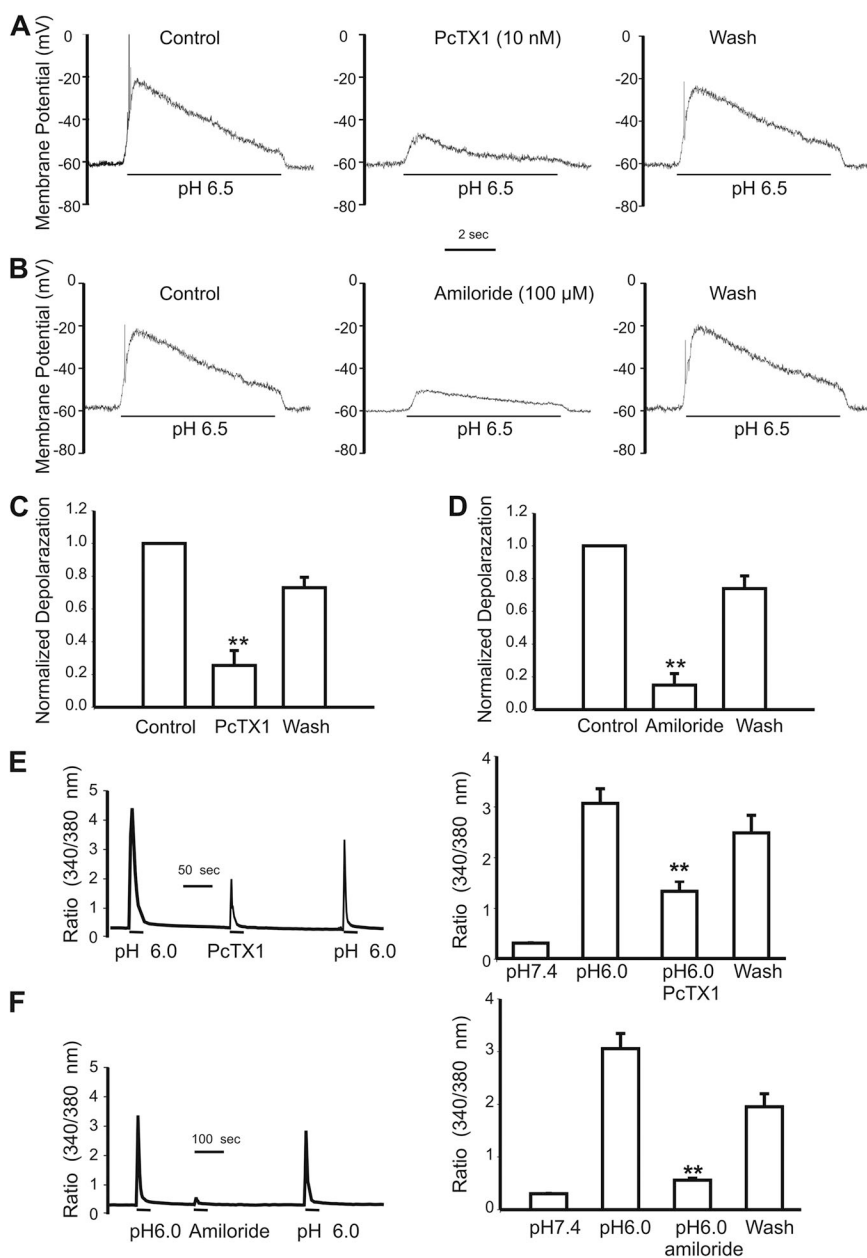 A
Control
PcTX1 (10 nM)
Wash
Membrane Potential (mV)
0
-20
-40
-60
-80
pH 6.5
0
-20
-40
-60
-80
pH 6.5
0
-20
-40
-60
-80
pH 6.5
2 sec
B
Control
Amiloride (100 µM)
Wash
Membrane Potential (mV)
0
-20
-40
-60
-80
pH 6.5
0
-20
-40
-60
-80
pH 6.5
0
-20
-40
-60
-80
pH 6.5
C
Normalized Depolarazation
1.2
1.0
0.8
0.6
0.4
0.2
0.0
**
Control PcTX1 Wash
D
Normalized Depolarazation
1.2
1.0
0.8
0.6
0.4
0.2
0.0
**
Control Amiloride Wash
E
Ratio (340/380 nm)
5
4
3
2
1
0
50 sec
pH 6.0 PcTX1 pH 6.0
Ratio (340/380 nm)
4
3
2
1
0
**
pH7.4 pH6.0 pH6.0 Wash
PcTX1
F
Ratio (340/380 nm)
5
4
3
2
1
0
100 sec
pH6.0 Amiloride pH 6.0
Ratio (340/380 nm)
4
3
2
1
0
**
pH7.4 pH6.0 pH6.0 Wash
amiloride